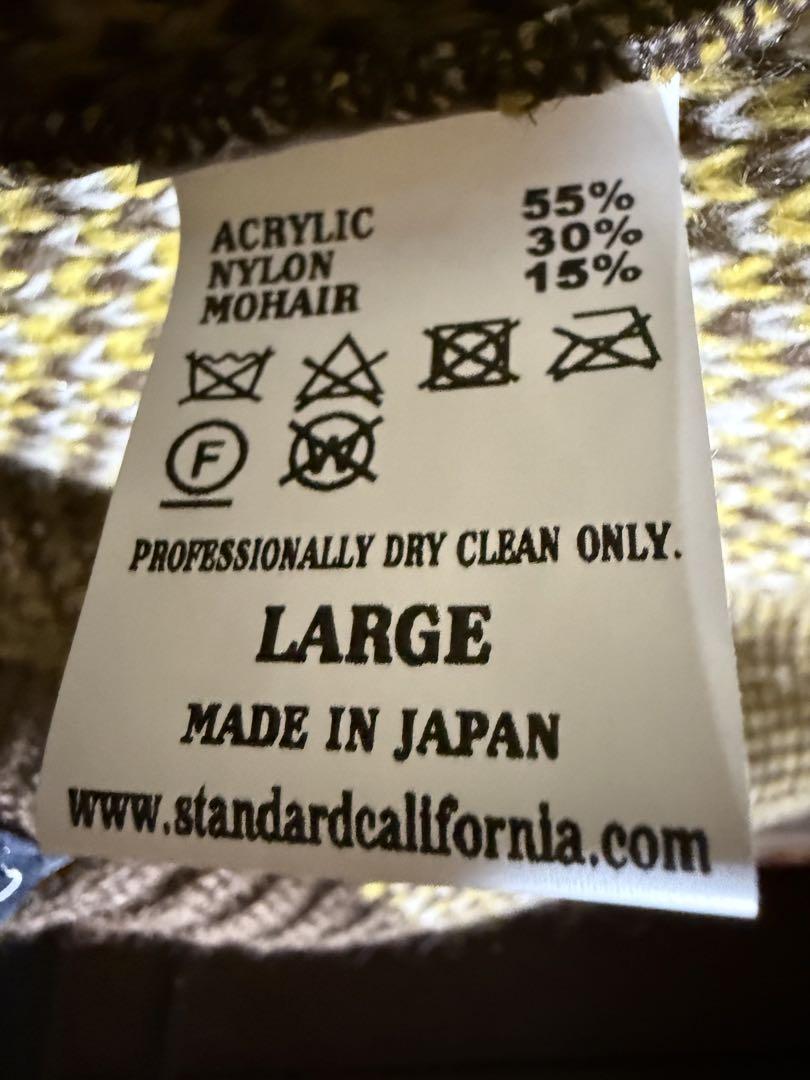 ACRYLIC 55%
NYLON 30%
MOHAIR 15%
F W
PROFESSIONALLY DRY CLEAN ONLY.
LARGE
MADE IN JAPAN
www.standardcalifornia.com